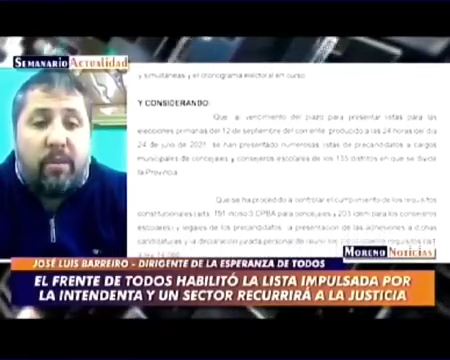 SEMANARIO ACTUALIDAD
y simultáneas y el cronograma electoral en curso
Y CONSIDERANDO:
Que al vencimiento del plazo para presentar listas para las
elecciones primarias del 12 de septiembre del corriente, producido a las 24 horas del día
24 de julio de 2021, se han presentado numerosas listas de precandidatos a cargos
municipales de concejales y consejeros escolares de los 135 distritos en que se divide
la Provincia.
Que se ha procedido a controlar el cumplimiento de los requisitos
constitucionales (arts. 191 inciso 3 CPBA para concejales y 203 idem para los consejeros
escolares) y legales de los precandidatos, la presentación de las adhesiones a dichas
candidaturas y la declaración jurada personal de reunir los requisitos
MORENO NOTICIAS
JOSÉ LUIS BARREIRO - DIRIGENTE DE LA ESPERANZA DE TODOS
EL FRENTE DE TODOS HABILITÓ LA LISTA IMPULSADA POR
LA INTENDENTA Y UN SECTOR RECURRIRÁ A LA JUSTICIA